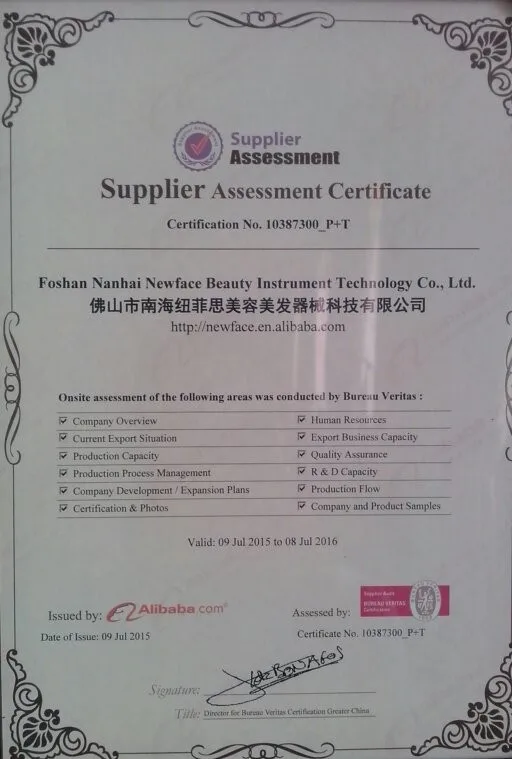 Supplier
Assessment
Supplier Assessment Certificate
Certification No. 10387300_P+T
Foshan Nanhai Newface Beauty Instrument Technology Co., Ltd.
佛山市南海纽菲思美容美发器械科技有限公司
http://newface.en.alibaba.com
Onsite assessment of the following areas was conducted by Bureau Veritas :
Company Overview
Human Resources
Current Export Situation
Export Business Capacity
Production Capacity
Quality Assurance
Production Process Management
R & D Capacity
Company Development / Expansion Plans
Production Flow
Certification & Photos
Company and Product Samples
Valid: 09 Jul 2015 to 08 Jul 2016
Issued by: Alibaba.com®
Assessed by:
Supplier Audit
BUREAU VERITAS
Certification
Date of Issue: 09 Jul 2015
Certificate No. 10387300_P+T
Signature:
Title: Director for Bureau Veritas Certification Greater China